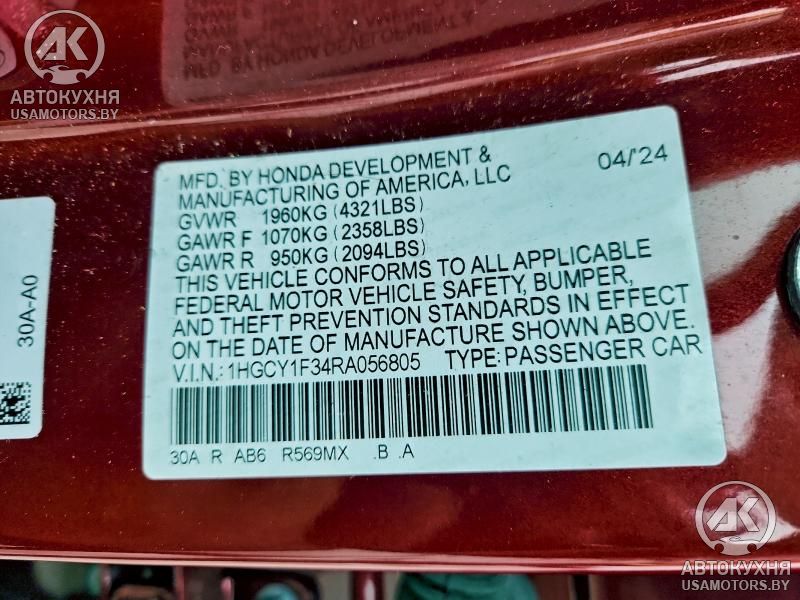 AK
АВТОКУХНЯ
USAMOTORS.BY
MFD. BY HONDA DEVELOPMENT &
MANUFACTURING OF AMERICA, LLC
04/'24
GVWR 1960KG (4321LBS)
GAWR F 1070KG (2358LBS)
GAWR R 950KG (2094LBS)
THIS VEHICLE CONFORMS TO ALL APPLICABLE
FEDERAL MOTOR VEHICLE SAFETY, BUMPER,
AND THEFT PREVENTION STANDARDS IN EFFECT
ON THE DATE OF MANUFACTURE SHOWN ABOVE.
V.I.N.: 1HGCY1F34RA056805 TYPE: PASSENGER CAR
30A R AB6 R569MX .B .A
30A-A0
AK
АВТОКУХНЯ
USAMOTORS.BY